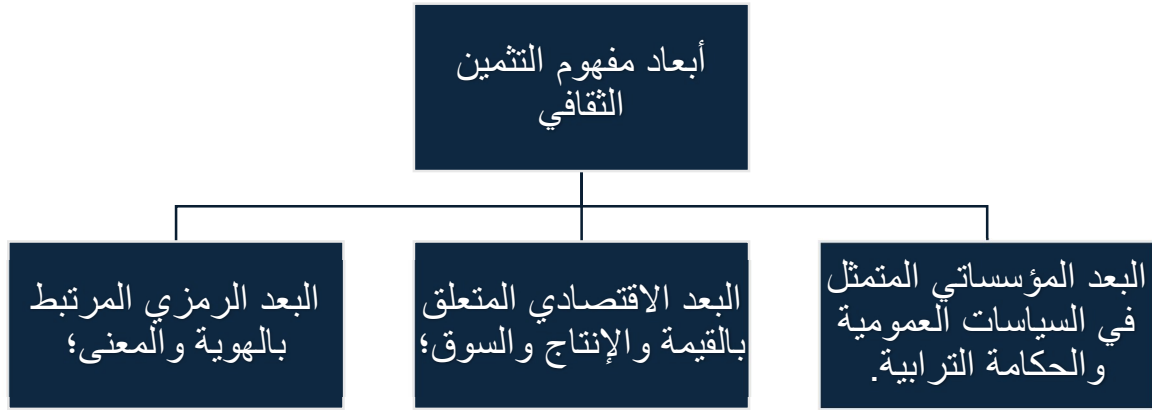 أبعاد مفهوم التثمين
الثقافي
البعد المؤسساتي المتمثل
في السياسات العمومية
والحكامة الترابية.
البعد الاقتصادي المتعلق
بالقيمة والإنتاج والسوق؛
البعد الرمزي المرتبط
بالهوية والمعنى؛